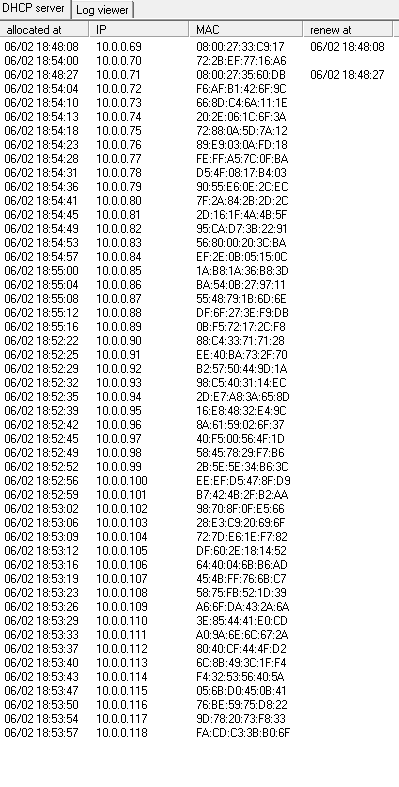 DHCP server Log viewer
allocated at IP MAC renew at
06/02 18:48:08 10.0.0.69 08:00:27:33:C9:17 06/02 18:48:08
06/02 18:54:00 10.0.0.70 72:2B:EF:77:16:A6
06/02 18:48:27 10.0.0.71 08:00:27:35:60:DB 06/02 18:48:27
06/02 18:54:04 10.0.0.72 F6:AF:B1:42:6F:9C
06/02 18:54:10 10.0.0.73 66:8D:C4:6A:11:1E
06/02 18:54:13 10.0.0.74 20:2E:06:1C:6F:3A
06/02 18:54:18 10.0.0.75 72:88:0A:5D:7A:12
06/02 18:54:23 10.0.0.76 89:E9:03:0A:FD:18
06/02 18:54:28 10.0.0.77 FE:FF:A5:7C:0F:BA
06/02 18:54:31 10.0.0.78 D5:4F:08:17:B4:03
06/02 18:54:36 10.0.0.79 90:55:E6:0E:2C:EC
06/02 18:54:41 10.0.0.80 7F:2A:84:2B:2D:2C
06/02 18:54:45 10.0.0.81 2D:16:1F:4A:4B:5F
06/02 18:54:49 10.0.0.82 95:CA:D7:3B:22:91
06/02 18:54:53 10.0.0.83 56:80:00:20:3C:BA
06/02 18:54:57 10.0.0.84 EF:2E:0B:05:15:0C
06/02 18:55:00 10.0.0.85 1A:B8:1A:36:B8:3D
06/02 18:55:04 10.0.0.86 BA:54:0B:27:97:11
06/02 18:55:08 10.0.0.87 55:48:79:1B:6D:6E
06/02 18:55:12 10.0.0.88 DF:6F:27:3E:F9:DB
06/02 18:55:16 10.0.0.89 0B:F5:72:17:2C:F8
06/02 18:52:22 10.0.0.90 88:C4:33:71:71:28
06/02 18:52:25 10.0.0.91 EE:40:BA:73:2F:70
06/02 18:52:29 10.0.0.92 B2:57:50:44:9D:1A
06/02 18:52:32 10.0.0.93 98:C5:40:31:14:EC
06/02 18:52:35 10.0.0.94 2D:E7:A8:3A:65:8D
06/02 18:52:39 10.0.0.95 16:E8:48:32:E4:9C
06/02 18:52:42 10.0.0.96 8A:61:59:02:6F:37
06/02 18:52:45 10.0.0.97 40:F5:00:56:4F:1D
06/02 18:52:49 10.0.0.98 58:45:78:29:F7:B6
06/02 18:52:52 10.0.0.99 2B:5E:5E:34:B6:3C
06/02 18:52:56 10.0.0.100 EE:EF:D5:47:8F:D9
06/02 18:52:59 10.0.0.101 B7:42:4B:2F:B2:AA
06/02 18:53:02 10.0.0.102 98:70:8F:0F:E5:66
06/02 18:53:06 10.0.0.103 28:E3:C9:20:69:6F
06/02 18:53:09 10.0.0.104 72:7D:E6:1E:F7:82
06/02 18:53:12 10.0.0.105 DF:60:2E:18:14:52
06/02 18:53:16 10.0.0.106 64:40:04:6B:B6:AD
06/02 18:53:19 10.0.0.107 45:4B:FF:76:6B:C7
06/02 18:53:23 10.0.0.108 58:75:FB:52:1D:39
06/02 18:53:26 10.0.0.109 A6:6F:DA:43:2A:6A
06/02 18:53:29 10.0.0.110 3E:85:44:41:E0:CD
06/02 18:53:33 10.0.0.111 A0:9A:6E:6C:67:2A
06/02 18:53:37 10.0.0.112 80:40:CF:44:4F:D2
06/02 18:53:40 10.0.0.113 6C:8B:49:3C:1F:F4
06/02 18:53:43 10.0.0.114 F4:32:53:56:40:5A
06/02 18:53:47 10.0.0.115 05:6B:D0:45:0B:41
06/02 18:53:50 10.0.0.116 76:BE:59:75:D8:22
06/02 18:53:54 10.0.0.117 9D:78:20:73:F8:33
06/02 18:53:57 10.0.0.118 FA:CD:C3:3B:B0:6F